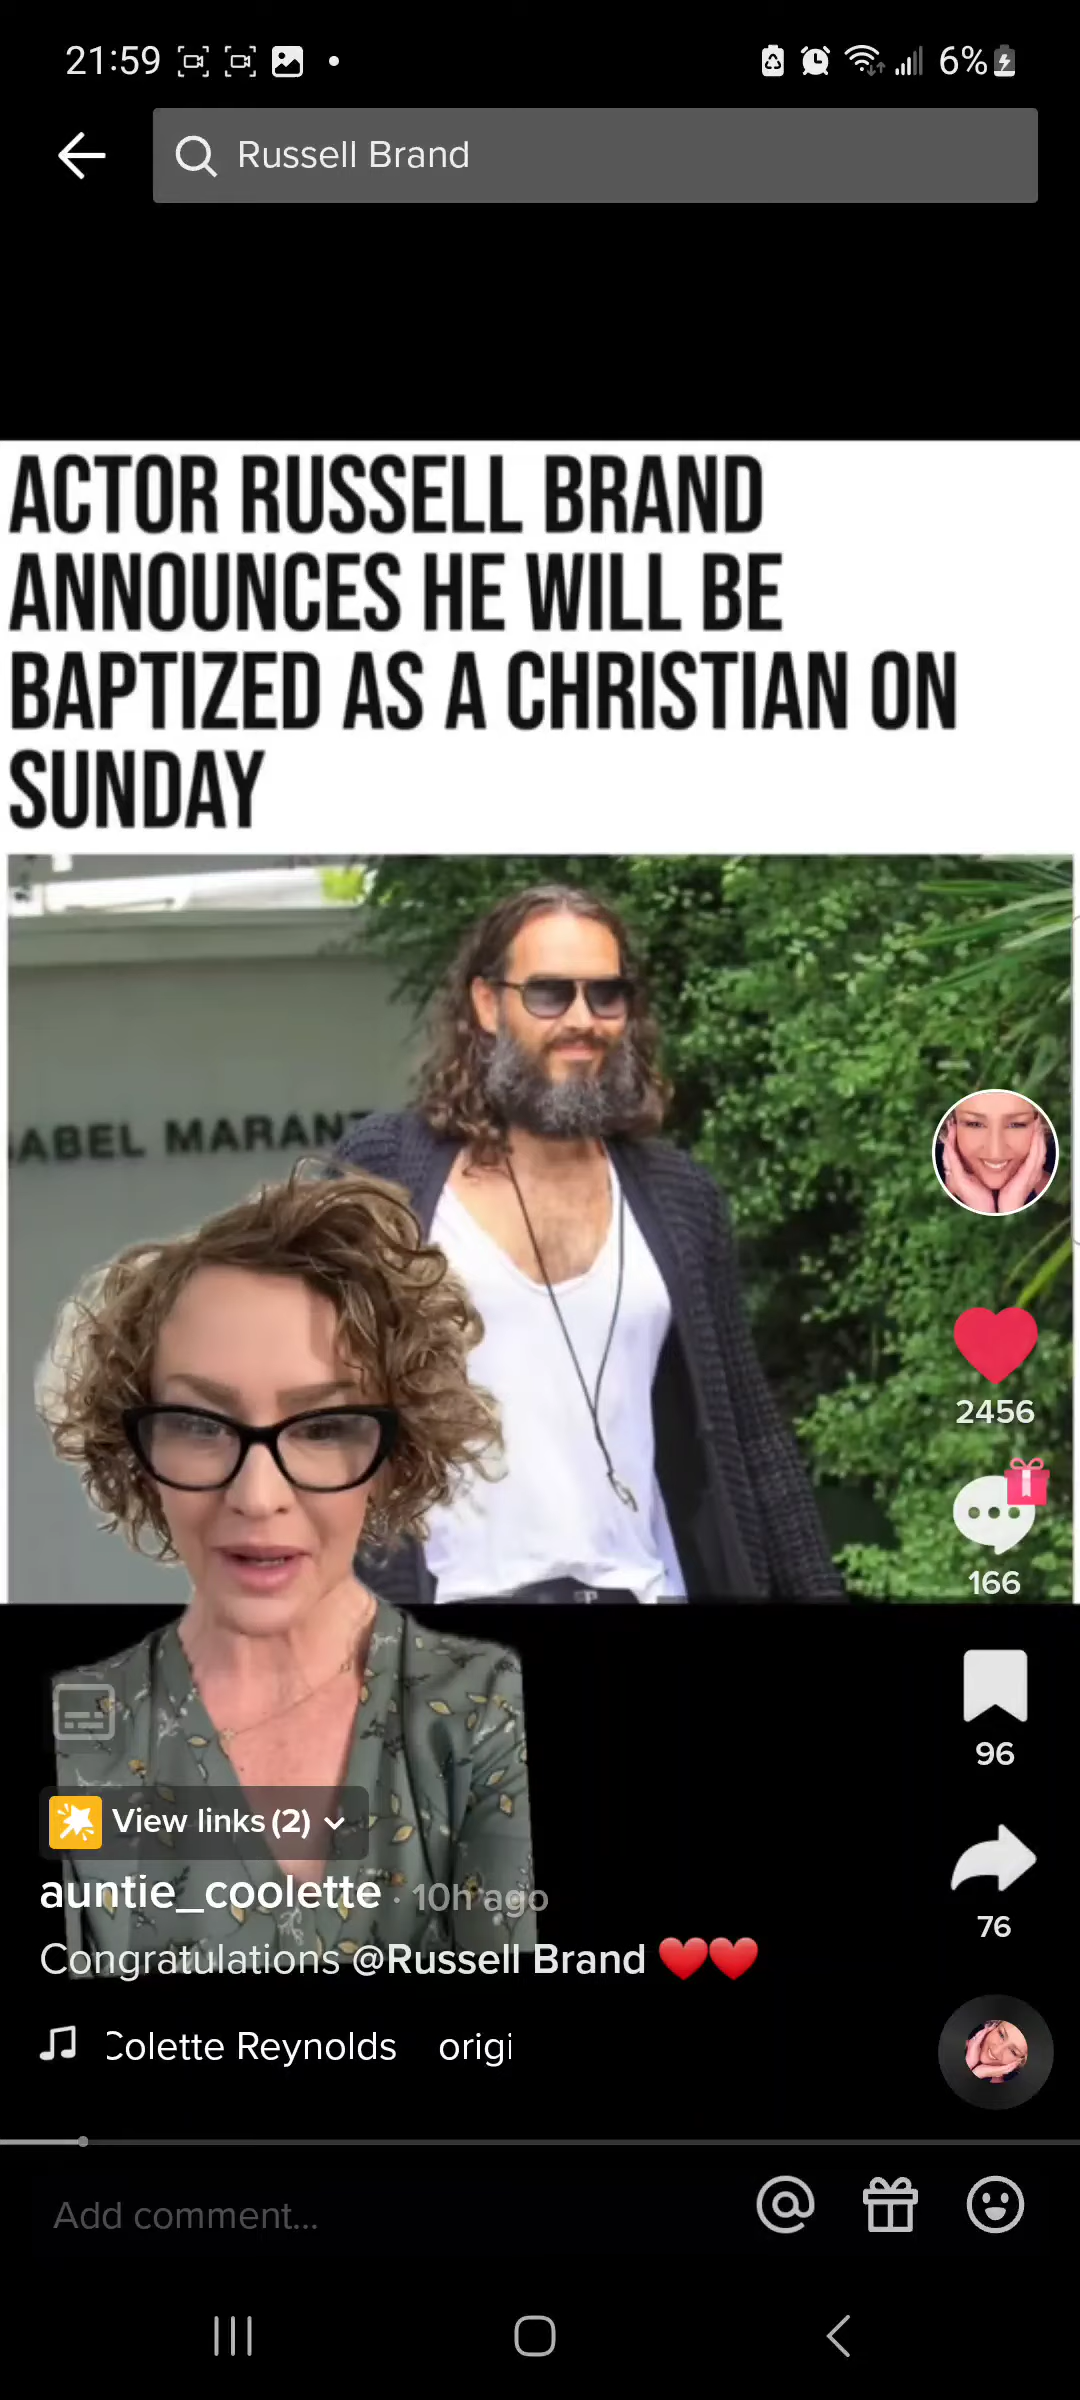 21:59
6%
Russell Brand
ACTOR RUSSELL BRAND
ANNOUNCES HE WILL BE
BAPTIZED AS A CHRISTIAN ON
SUNDAY
ABEL MARANT
2456
166
96
View links (2)
76
auntie_coolette · 10h ago
Congratulations @Russell Brand ❤️❤️
Colette Reynolds origi
Add comment...